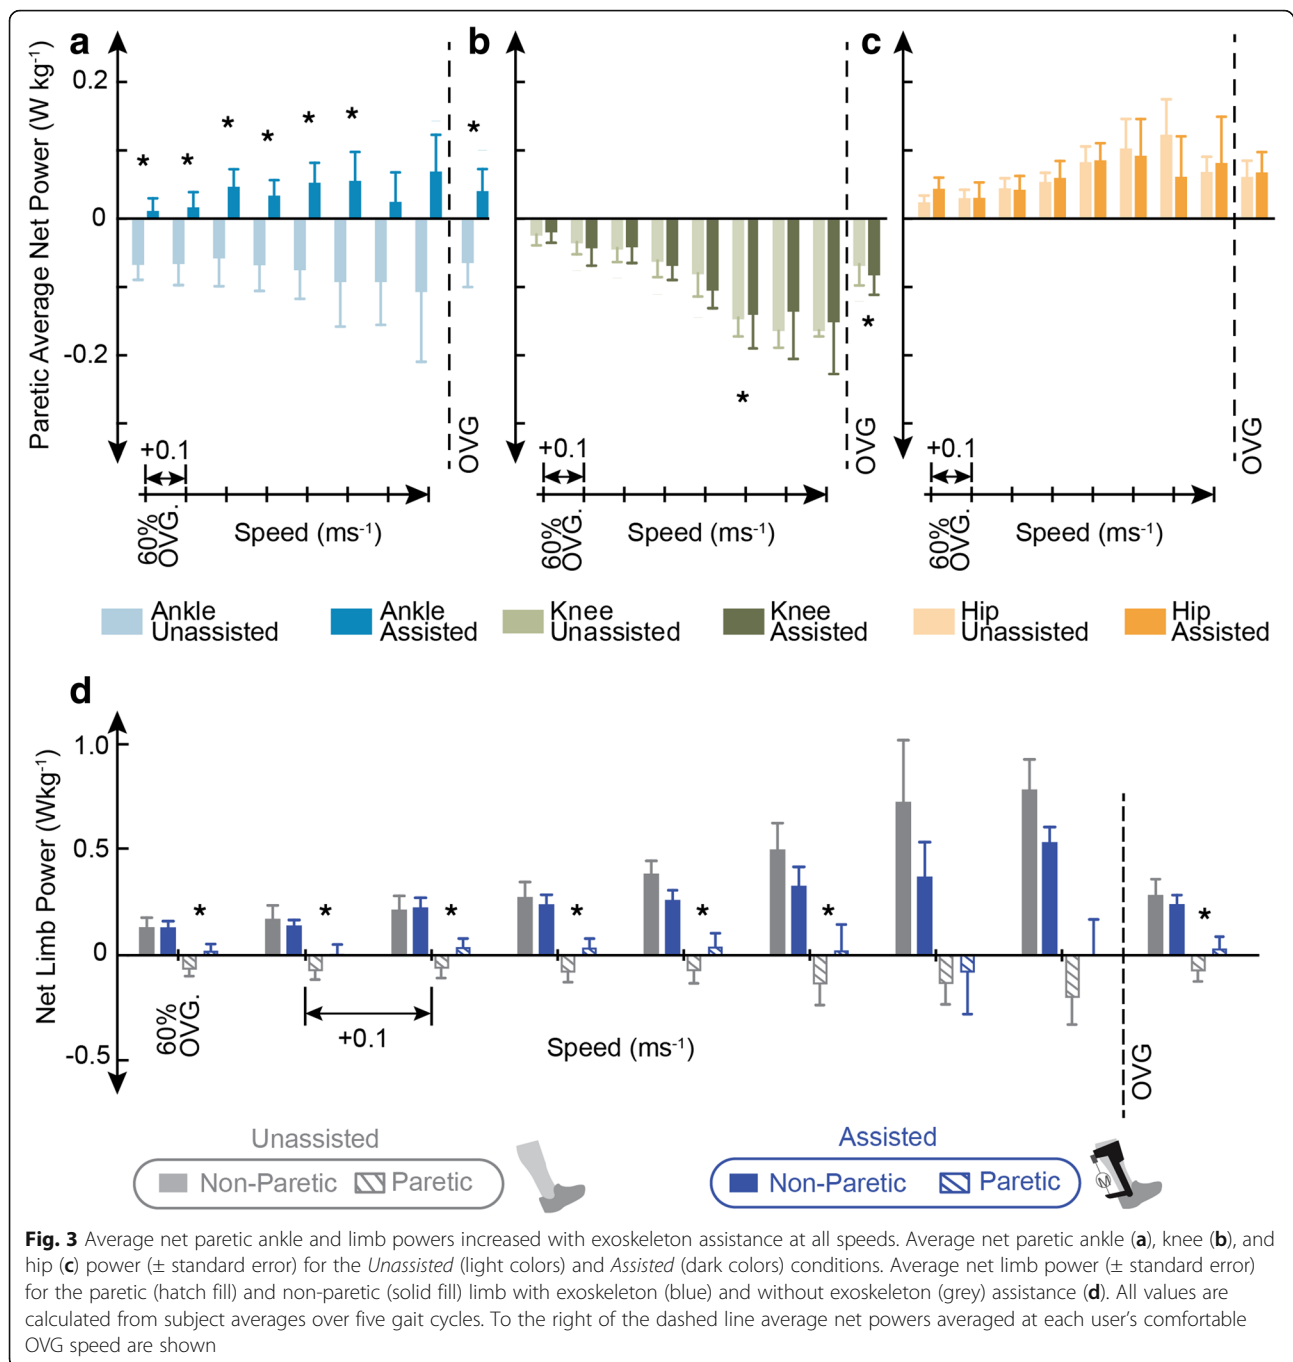 a
b
c
Paretic Average Net Power (W kg-1)
0.2
0
-0.2
*
*
*
*
*
*
*
*
*
OVG
OVG
OVG
+0.1
+0.1
+0.1
60% OVG.
60% OVG.
60% OVG.
Speed (ms-1)
Speed (ms-1)
Speed (ms-1)
Ankle Unassisted
Ankle Assisted
Knee Unassisted
Knee Assisted
Hip Unassisted
Hip Assisted
d
Net Limb Power (Wkg-1)
1.0
0.5
0
-0.5
*
*
*
*
*
*
*
60% OVG.
+0.1
Speed (ms-1)
OVG
Unassisted
Non-Paretic
Paretic
Assisted
Non-Paretic
Paretic
M
Fig. 3 Average net paretic ankle and limb powers increased with exoskeleton assistance at all speeds. Average net paretic ankle (a), knee (b), and
hip (c) power (± standard error) for the Unassisted (light colors) and Assisted (dark colors) conditions. Average net limb power (± standard error)
for the paretic (hatch fill) and non-paretic (solid fill) limb with exoskeleton (blue) and without exoskeleton (grey) assistance (d). All values are
calculated from subject averages over five gait cycles. To the right of the dashed line average net powers averaged at each user's comfortable
OVG speed are shown